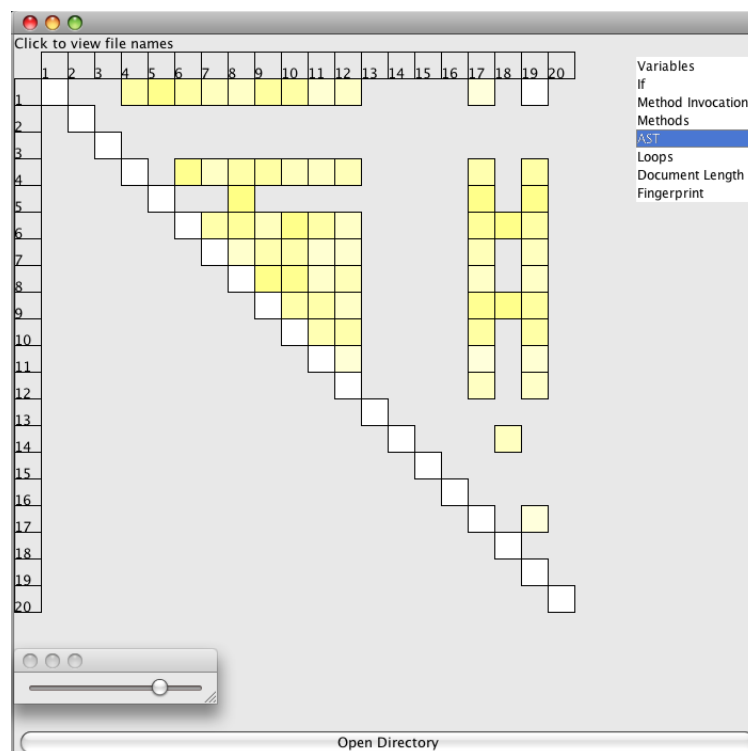 Click to view file names
1 2 3 4 5 6 7 8 9 10 11 12 13 14 15 16 17 18 19 20
1
2
3
4
5
6
7
8
9
10
11
12
13
14
15
16
17
18
19
20
Variables
If
Method Invocation
Methods
AST
Loops
Document Length
Fingerprint
Open Directory